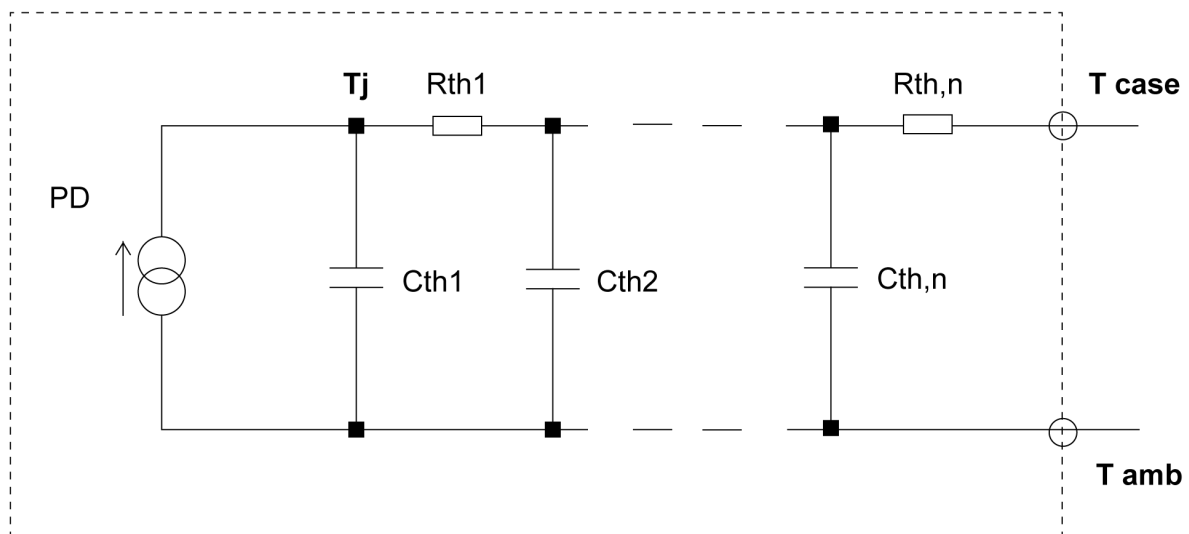 Tj
Rth1
Rth,n
T case
PD
Cth1
Cth2
Cth,n
T amb